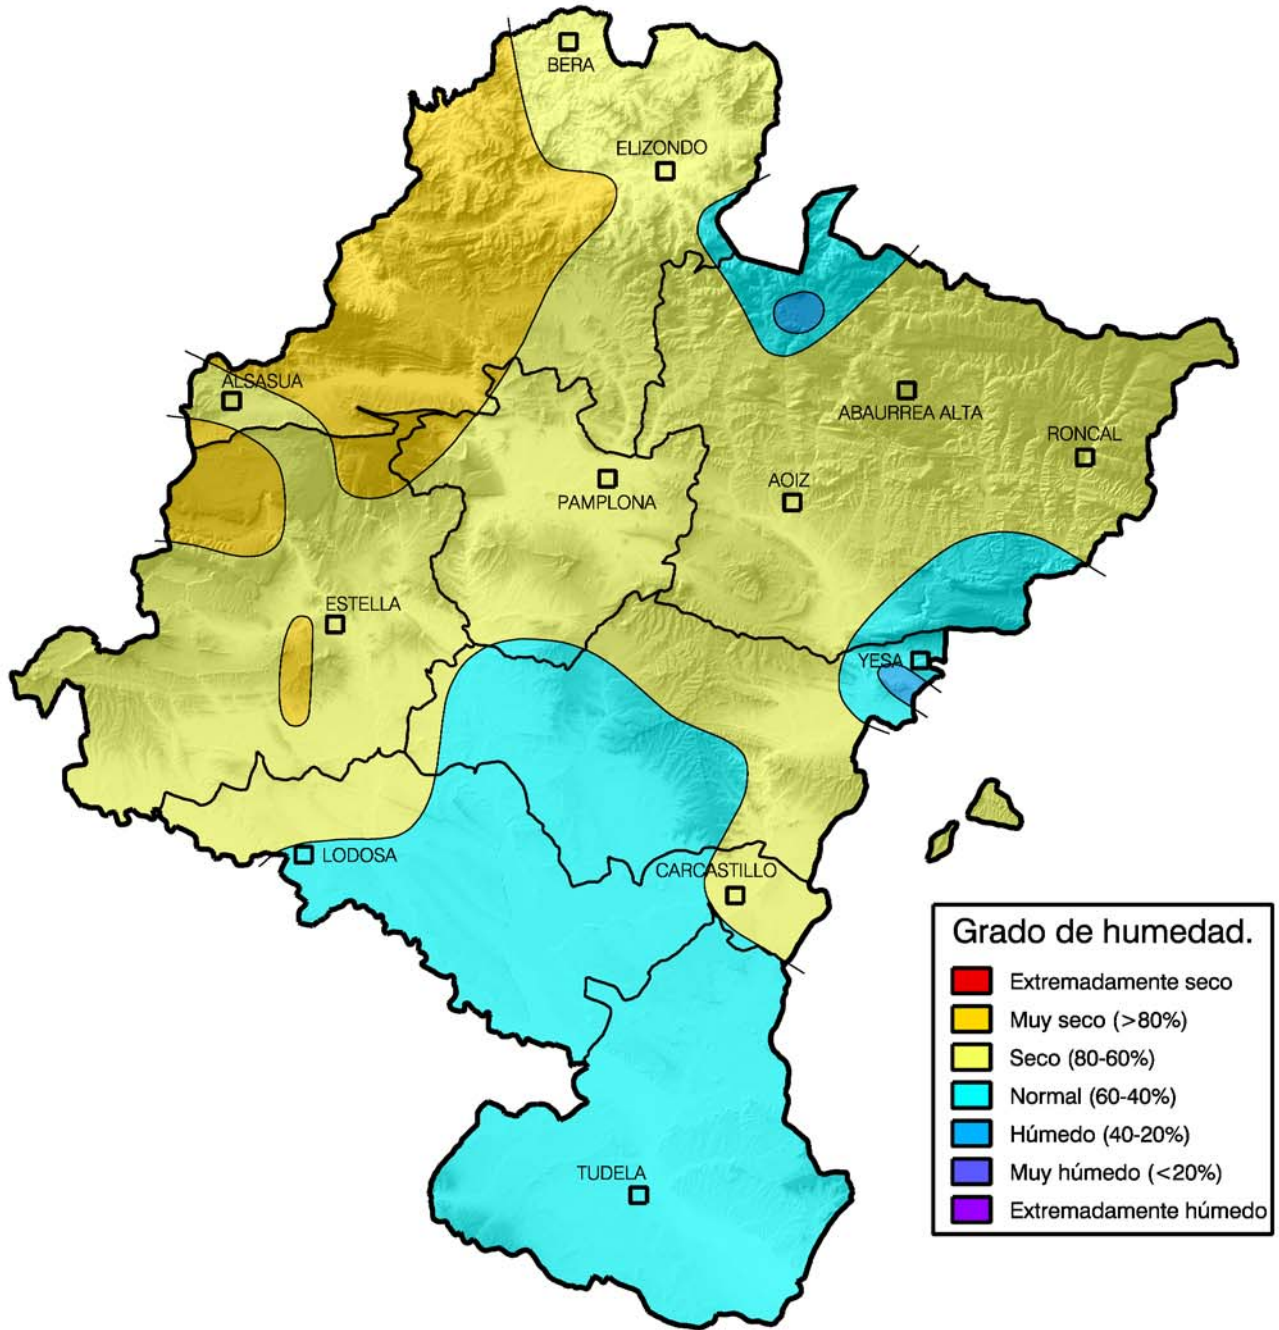 BERA
ELIZONDO
ALSASUA
ABAURREA ALTA
RONCAL
AOIZ
PAMPLONA
ESTELLA
YESA
LODOSA
CARCASTILLO
TUDELA
Grado de humedad.
Extremadamente seco
Muy seco (>80%)
Seco (80-60%)
Normal (60-40%)
Húmedo (40-20%)
Muy húmedo (<20%)
Extremadamente húmedo